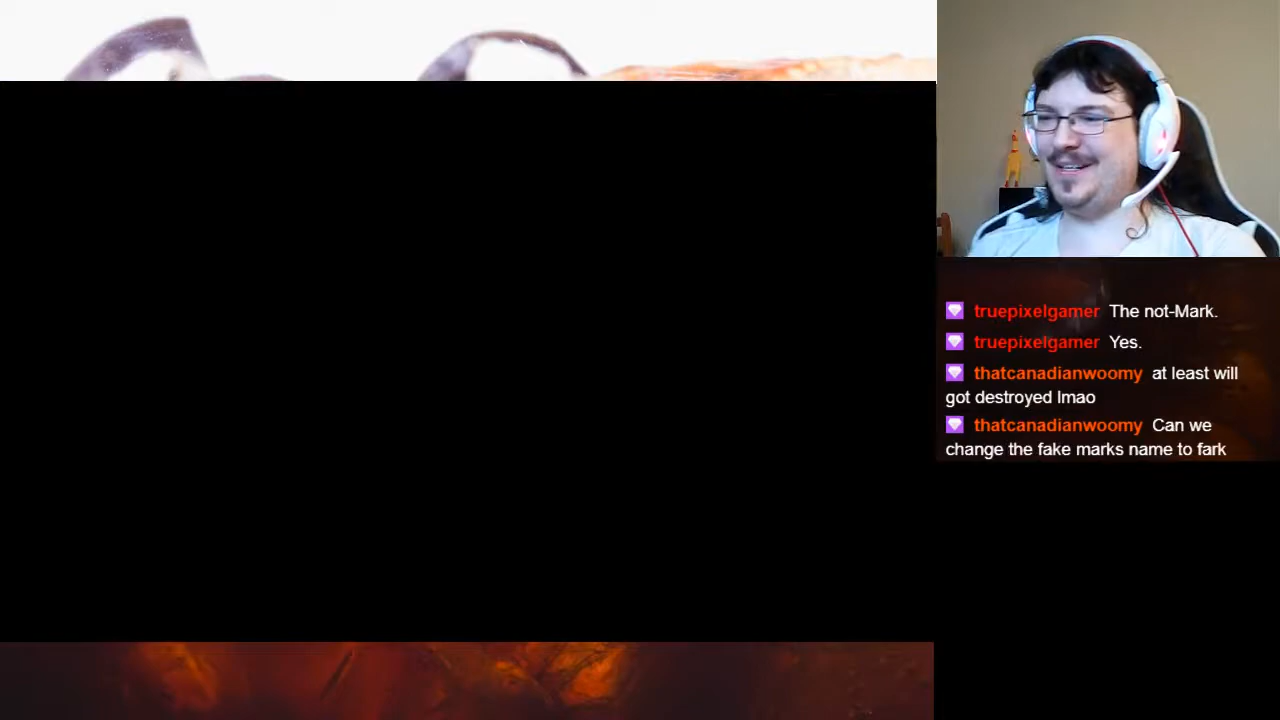 truepixelgamer The not-Mark.
truepixelgamer Yes.
thatcanadianwoomy at least will
got destroyed lmao
thatcanadianwoomy Can we
change the fake marks name to fark